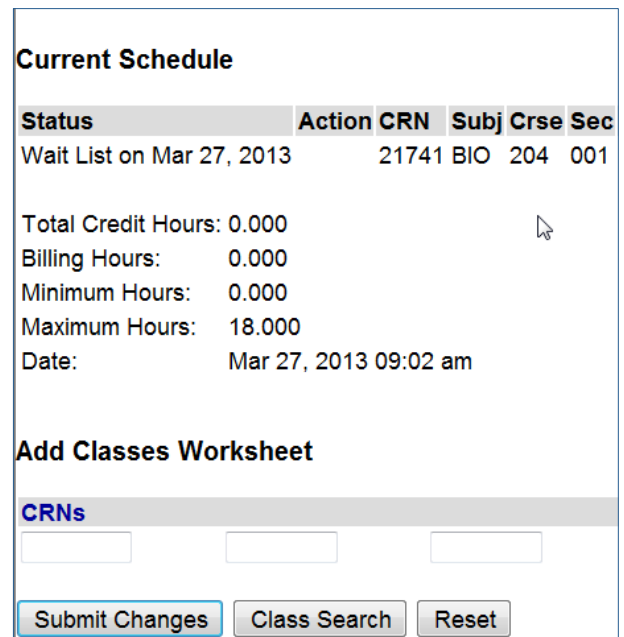 Current Schedule
Status Action CRN Subj Crse Sec
Wait List on Mar 27, 2013 21741 BIO 204 001
Total Credit Hours: 0.000
Billing Hours: 0.000
Minimum Hours: 0.000
Maximum Hours: 18.000
Date: Mar 27, 2013 09:02 am
Add Classes Worksheet
CRNs
Submit Changes Class Search Reset